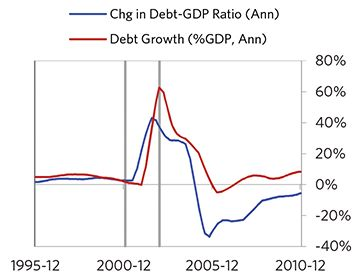 Chg in Debt-GDP Ratio (Ann)
Debt Growth (%GDP, Ann)
80%
60%
40%
20%
0%
-20%
-40%
1995-12 2000-12 2005-12 2010-12